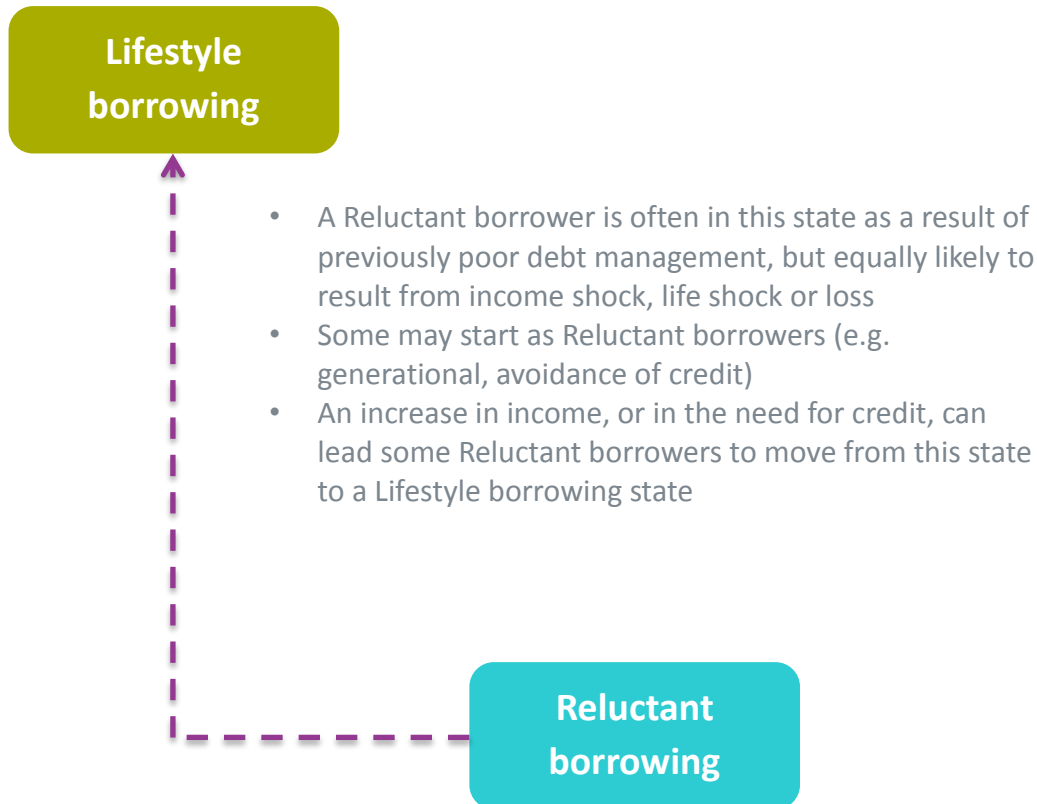 Lifestyle
borrowing
• A Reluctant borrower is often in this state as a result of
previously poor debt management, but equally likely to
result from income shock, life shock or loss
• Some may start as Reluctant borrowers (e.g.
generational, avoidance of credit)
• An increase in income, or in the need for credit, can
lead some Reluctant borrowers to move from this state
to a Lifestyle borrowing state
Reluctant
borrowing